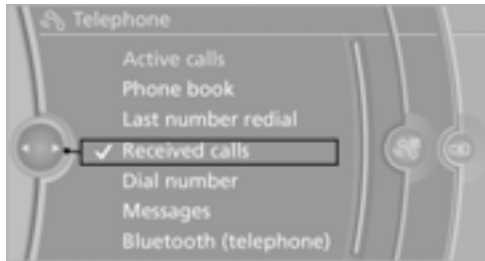 Telephone
Active calls
Phone book
Last number redial
Received calls
Dial number
Messages
Bluetooth (telephone)